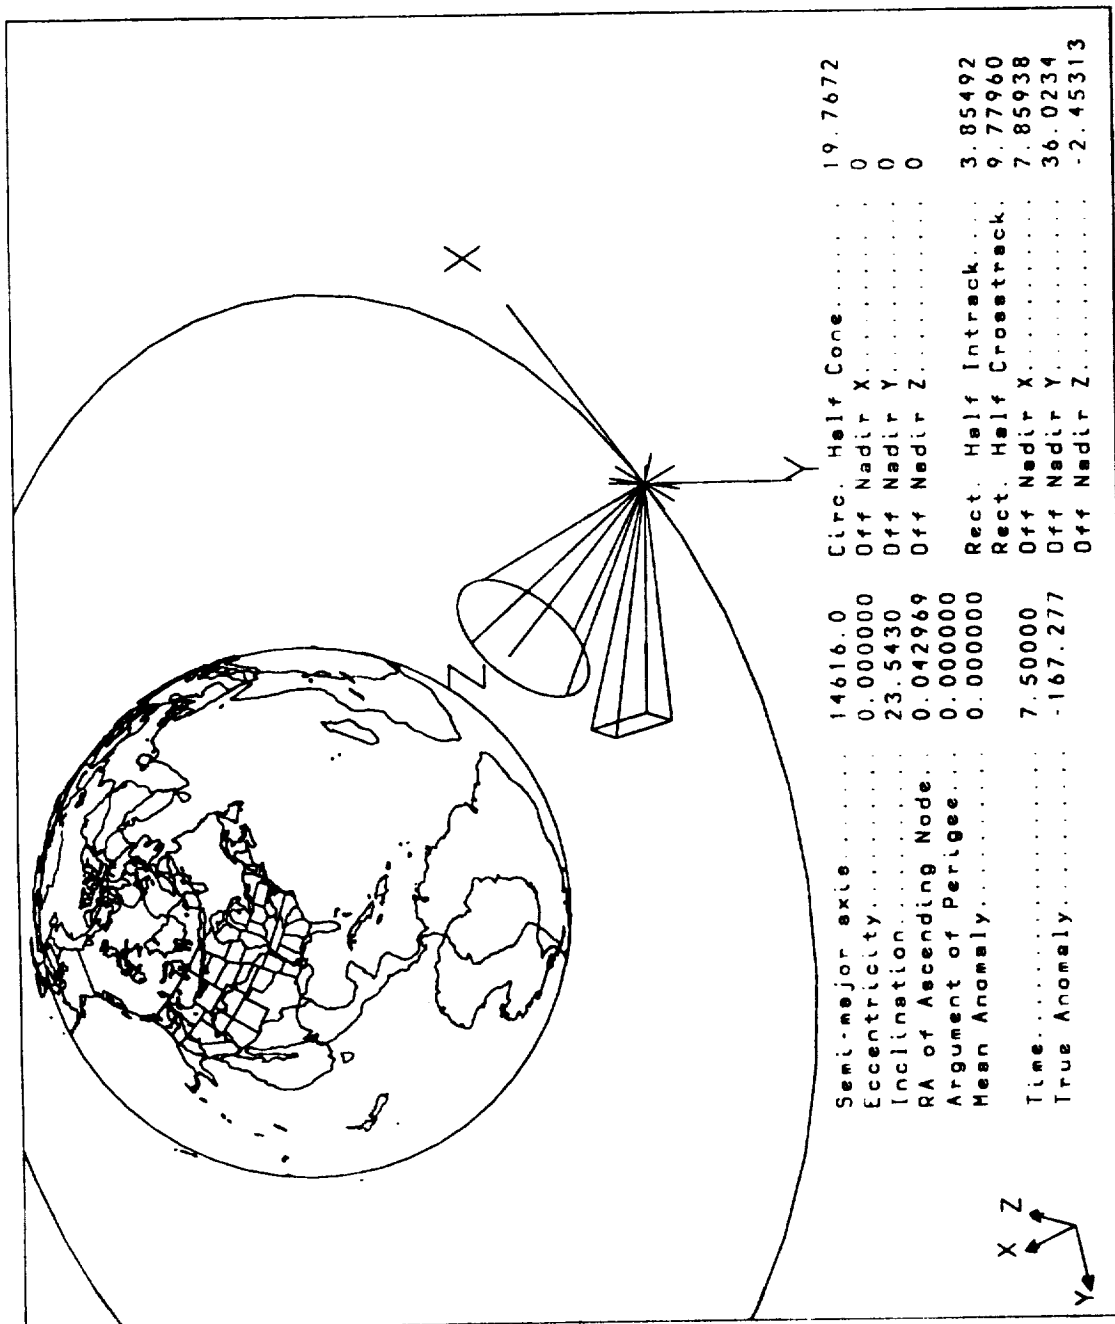 X
Z
Y
Semi-major axis....... 14616.0
Eccentricity.......... 0.000000
Inclination........... 23.5430
RA of Ascending Node.. 0.042969
Argument of Perigee... 0.000000
Mean Anomaly.......... 0.000000
Time.................. 7.50000
True Anomaly.......... -167.277
Circ. Half Cone...... 19.7672
Off Nadir X.......... 0
Off Nadir Y.......... 0
Off Nadir Z.......... 0
Rect. Half Intrack.... 3.85492
Rect. Half Crosstrack. 9.77960
Off Nadir X........... 7.85938
Off Nadir Y........... 36.0234
Off Nadir Z........... -2.45313
X
Z
Y